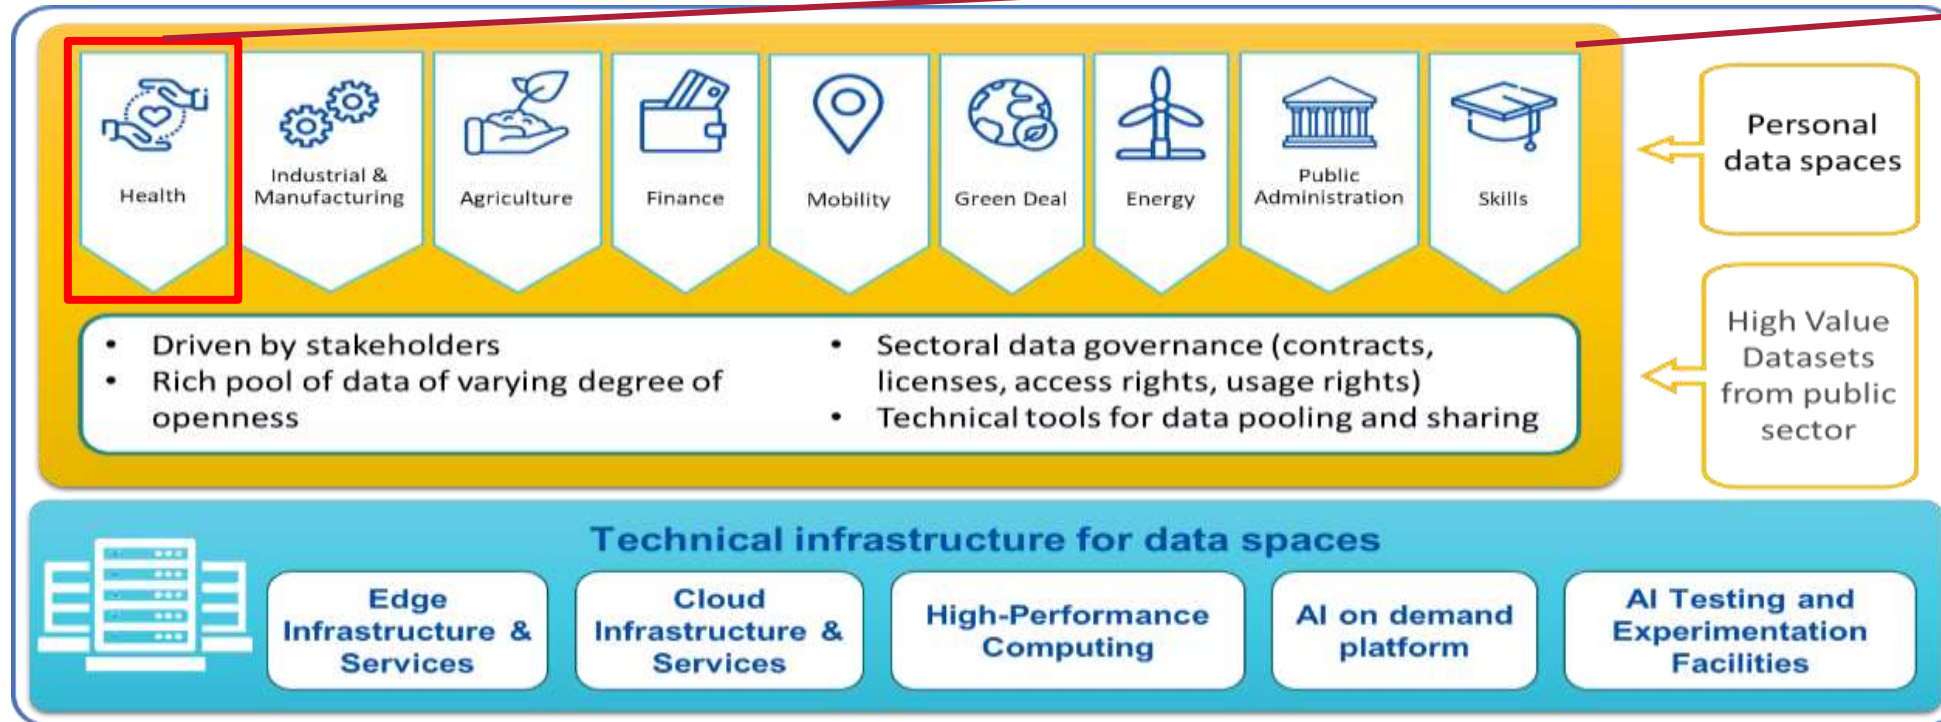 Health
Industrial &
Manufacturing
Agriculture
Finance
Mobility
Green Deal
Energy
Public
Administration
Skills
Personal
data spaces
• Driven by stakeholders
• Rich pool of data of varying degree of
openness
• Sectoral data governance (contracts,
licenses, access rights, usage rights)
• Technical tools for data pooling and sharing
High Value
Datasets
from public
sector
Technical infrastructure for data spaces
Edge
Infrastructure &
Services
Cloud
Infrastructure &
Services
High-Performance
Computing
AI on demand
platform
AI Testing and
Experimentation
Facilities